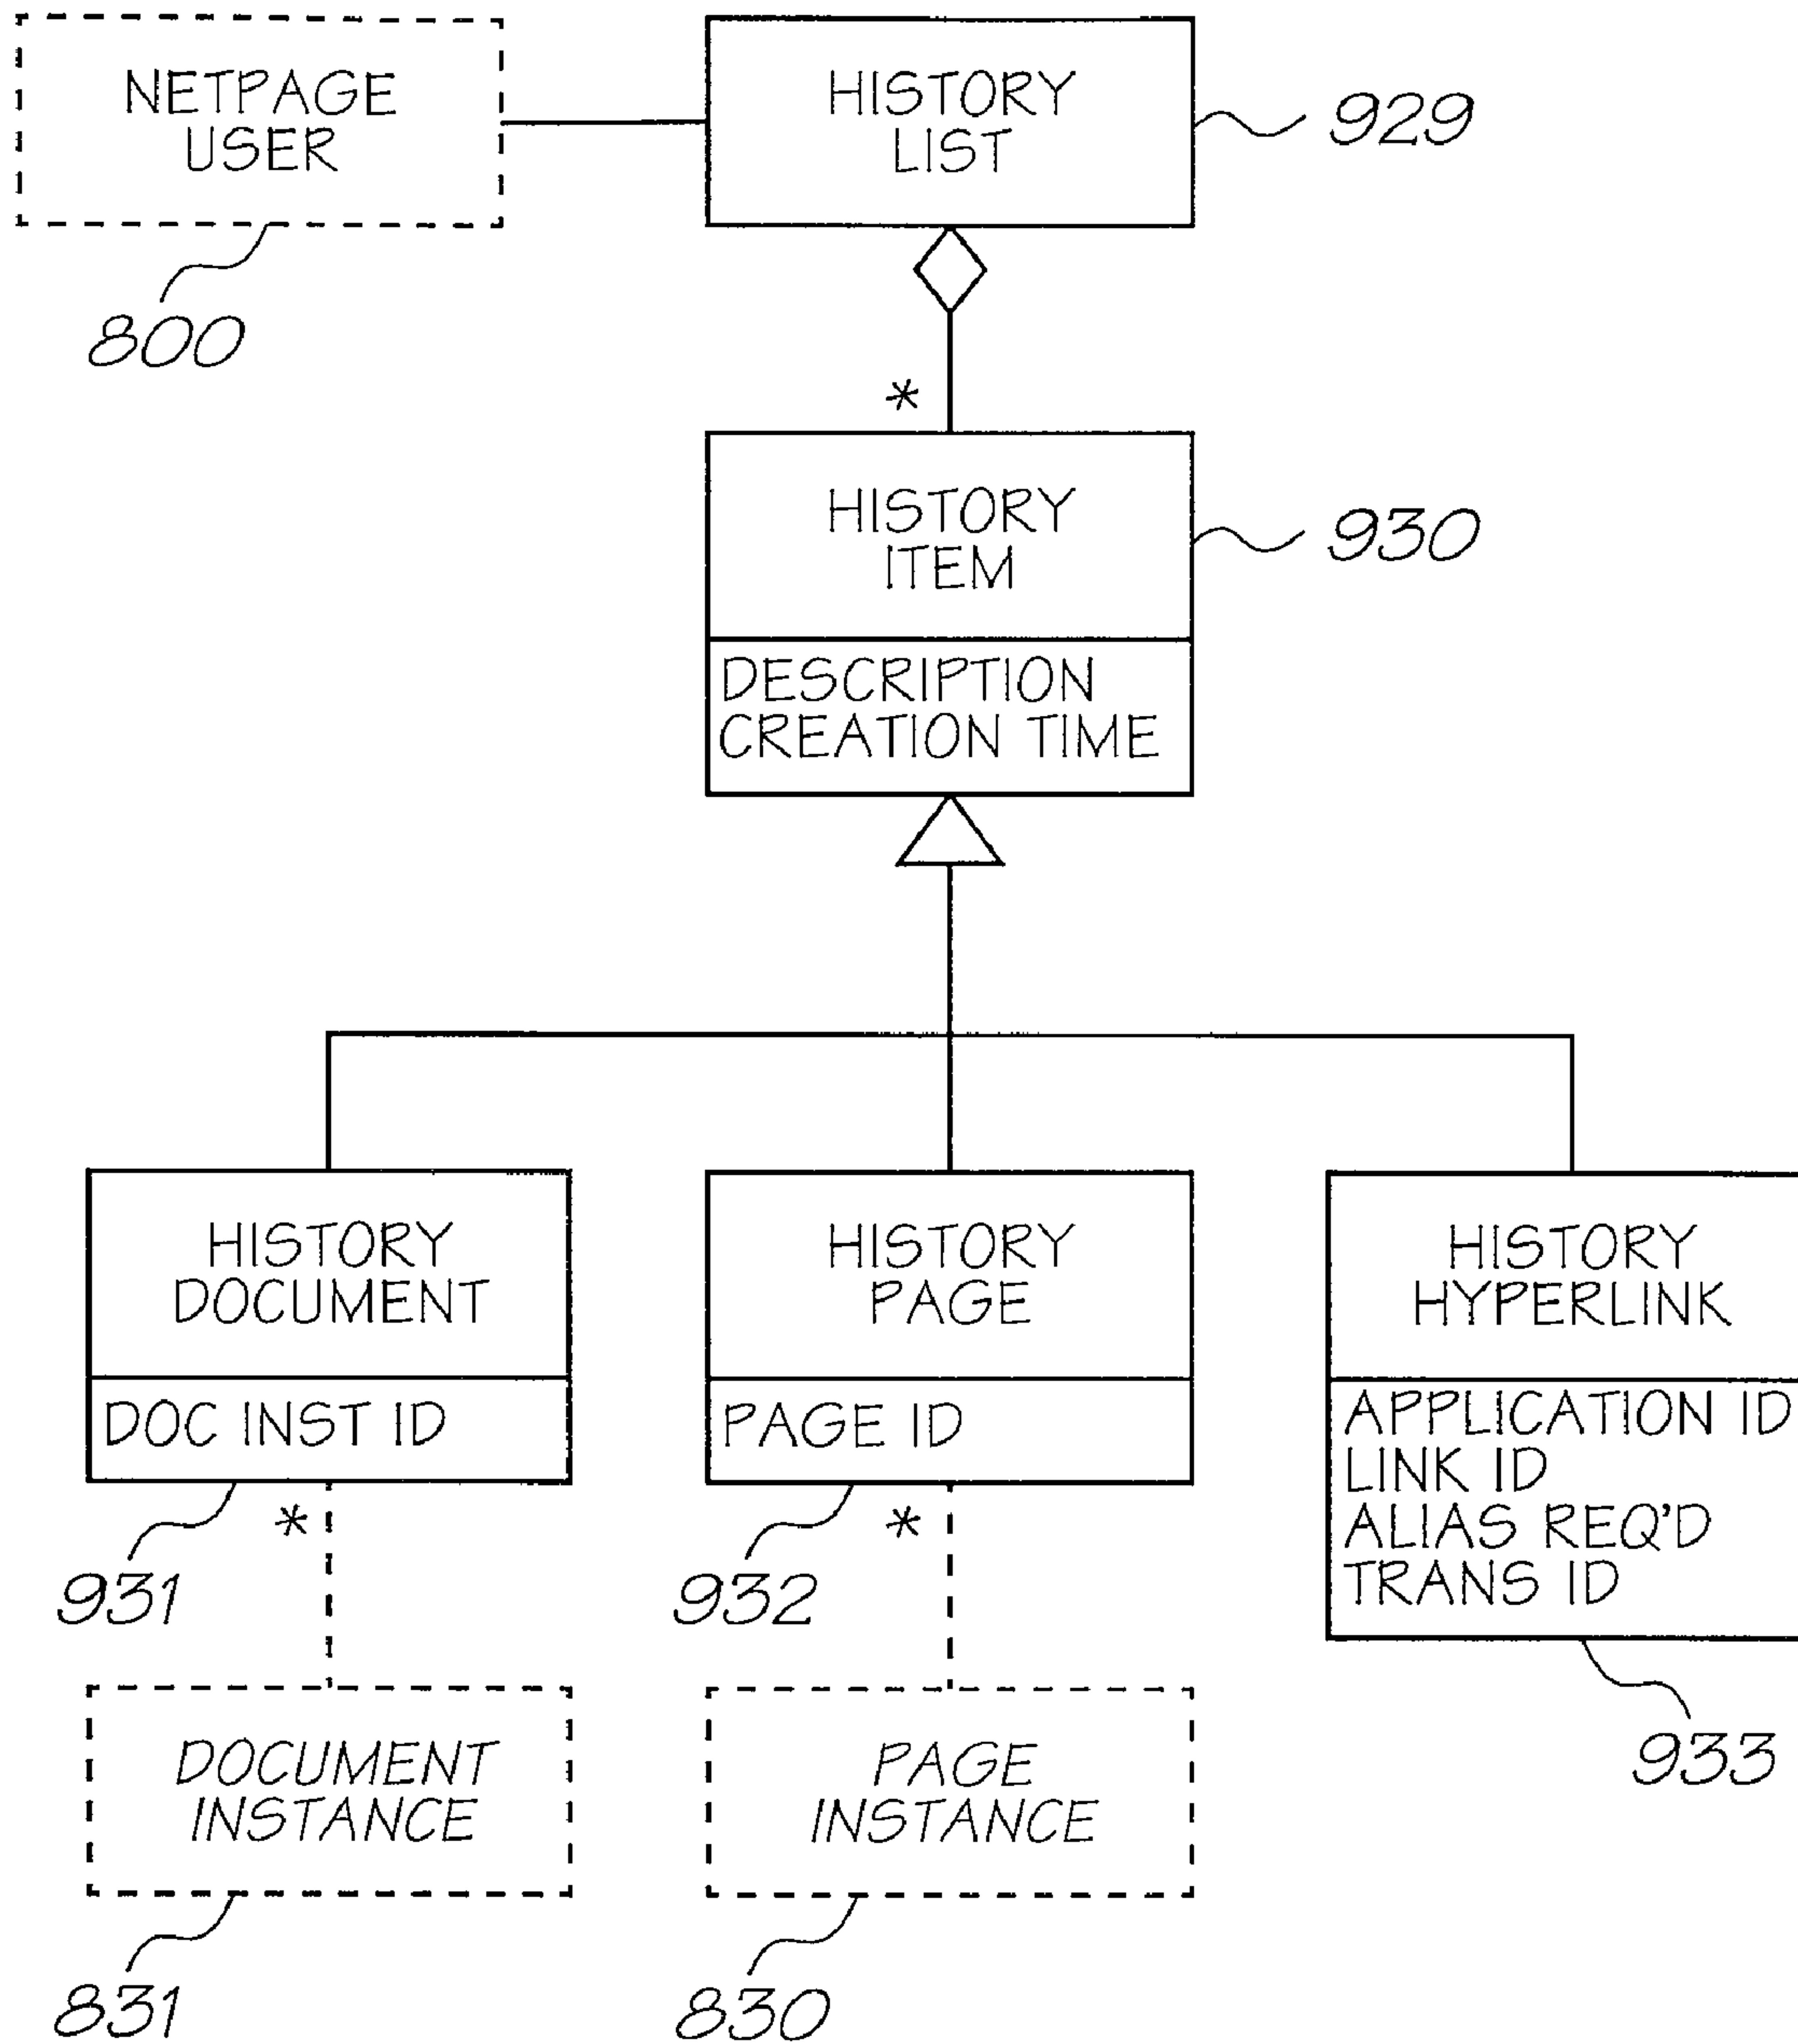 NETPAGE
USER
800
HISTORY
LIST
929
*
HISTORY
ITEM
930
DESCRIPTION
CREATION TIME
HISTORY
DOCUMENT
DOC INST ID
931
*
HISTORY
PAGE
PAGE ID
932
*
HISTORY
HYPERLINK
APPLICATION ID
LINK ID
ALIAS REQ'D
TRANS ID
933
DOCUMENT
INSTANCE
831
PAGE
INSTANCE
830